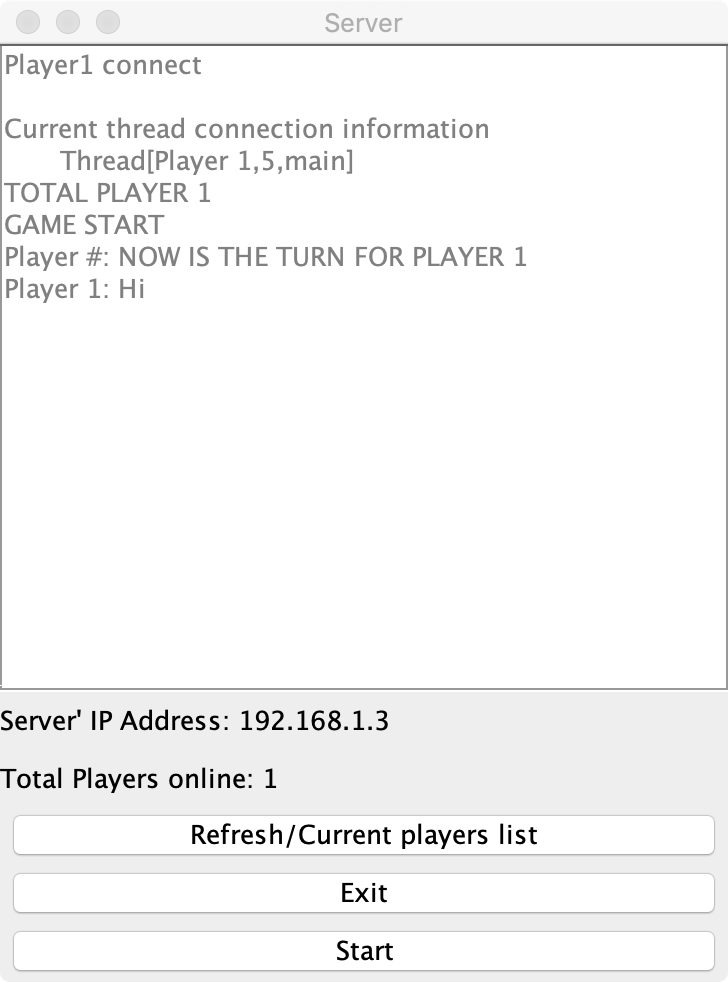 Server
Player1 connect
Current thread connection information
Thread[Player 1,5,main]
TOTAL PLAYER 1
GAME START
Player #: NOW IS THE TURN FOR PLAYER 1
Player 1: Hi
Server' IP Address: 192.168.1.3
Total Players online: 1
Refresh/Current players list
Exit
Start